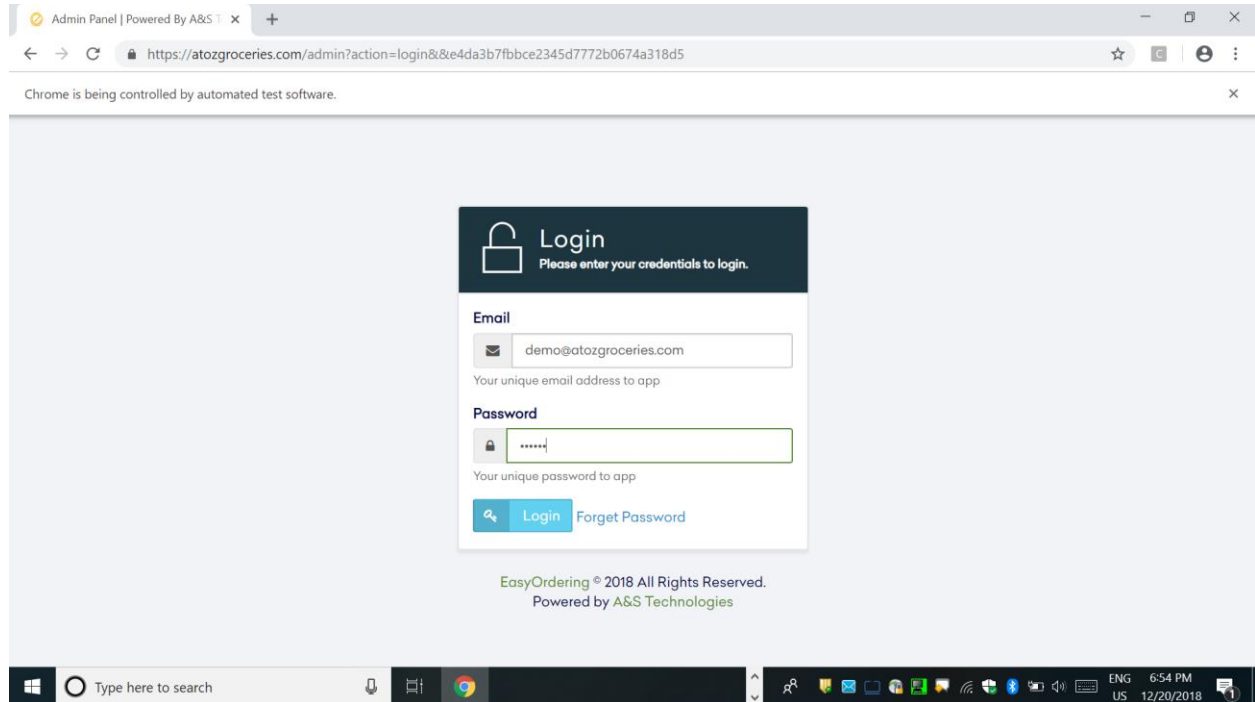 Admin Panel | Powered By A&S T
https://atozgroceries.com/admin?action=login&&e4da3b7fbbce2345d7772b0674a318d5
C
Chrome is being controlled by automated test software.
Login
Please enter your credentials to login.
Email
demo@atozgroceries.com
Your unique email address to app
Password
••••••
Your unique password to app
Login Forget Password
EasyOrdering © 2018 All Rights Reserved.
Powered by A&S Technologies
Type here to search
ENG 6:54 PM
US 12/20/2018
1